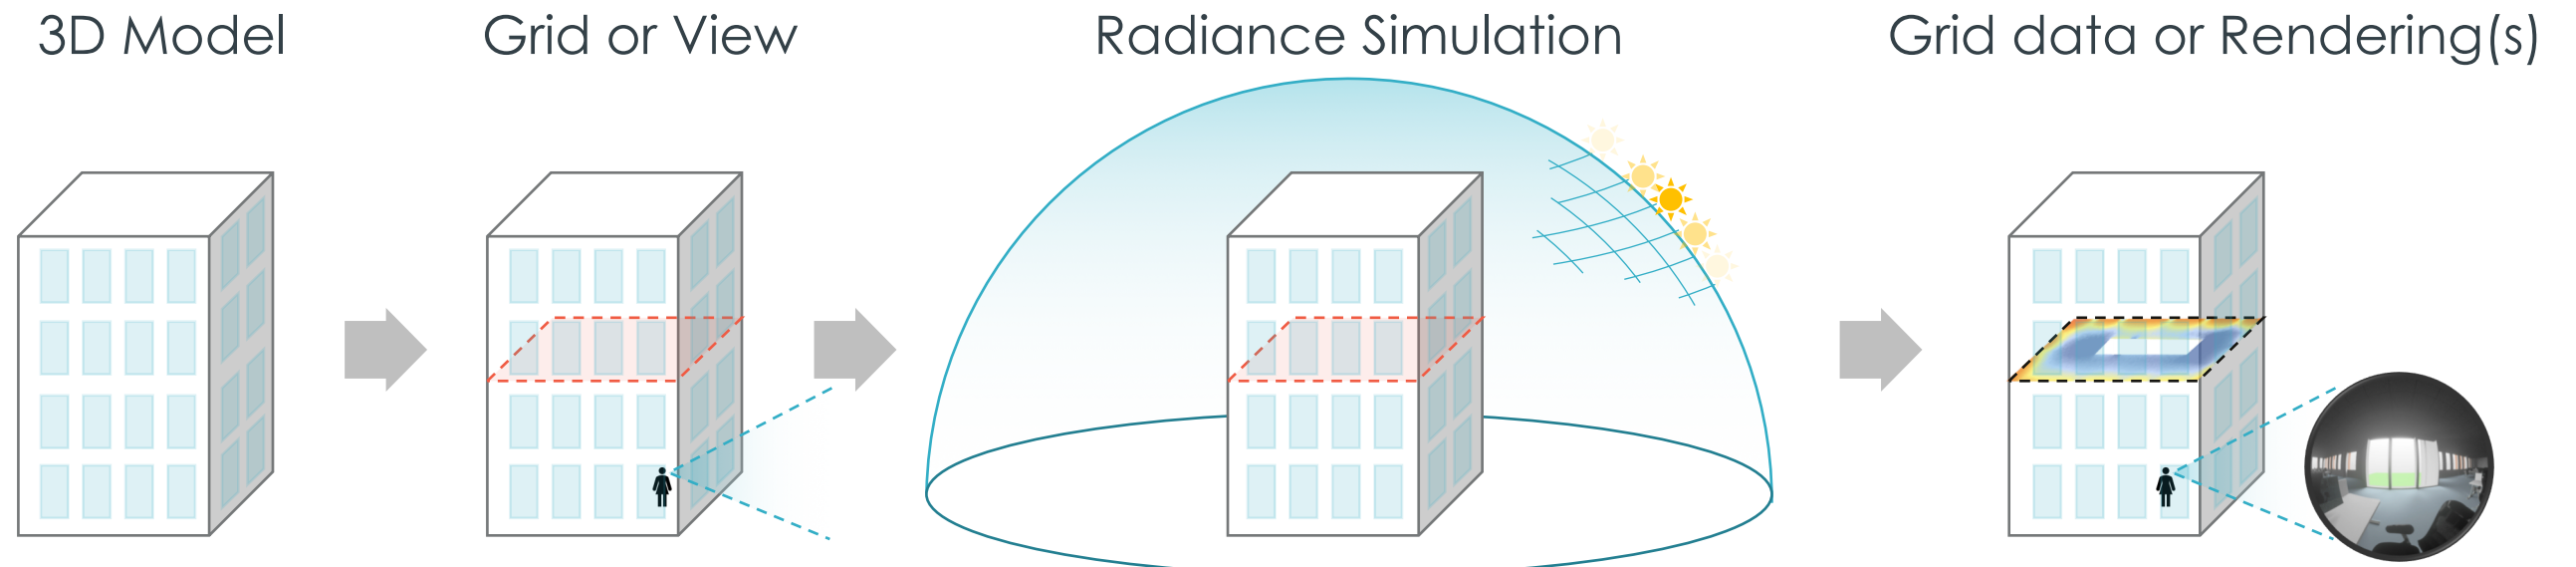 3D Model
Grid or View
Radiance Simulation
Grid data or Rendering(s)